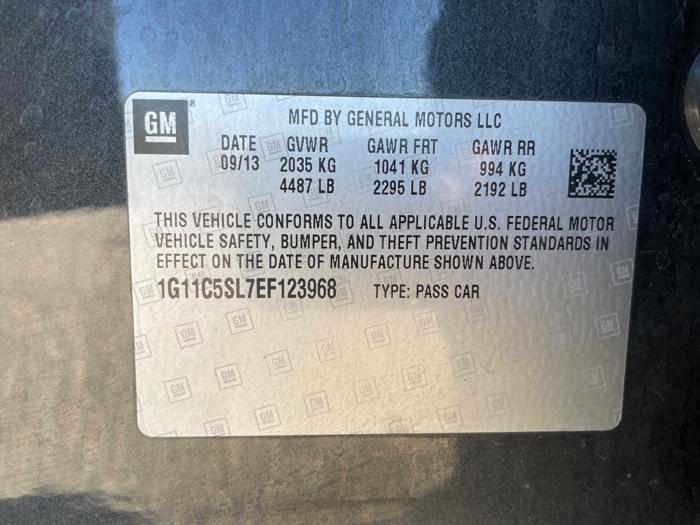 GM
®
MFD BY GENERAL MOTORS LLC
DATE GVWR GAWR FRT GAWR RR
09/13 2035 KG 1041 KG 994 KG
4487 LB 2295 LB 2192 LB
THIS VEHICLE CONFORMS TO ALL APPLICABLE U.S. FEDERAL MOTOR
VEHICLE SAFETY, BUMPER, AND THEFT PREVENTION STANDARDS IN
EFFECT ON THE DATE OF MANUFACTURE SHOWN ABOVE.
1G11C5SL7EF123968 TYPE: PASS CAR